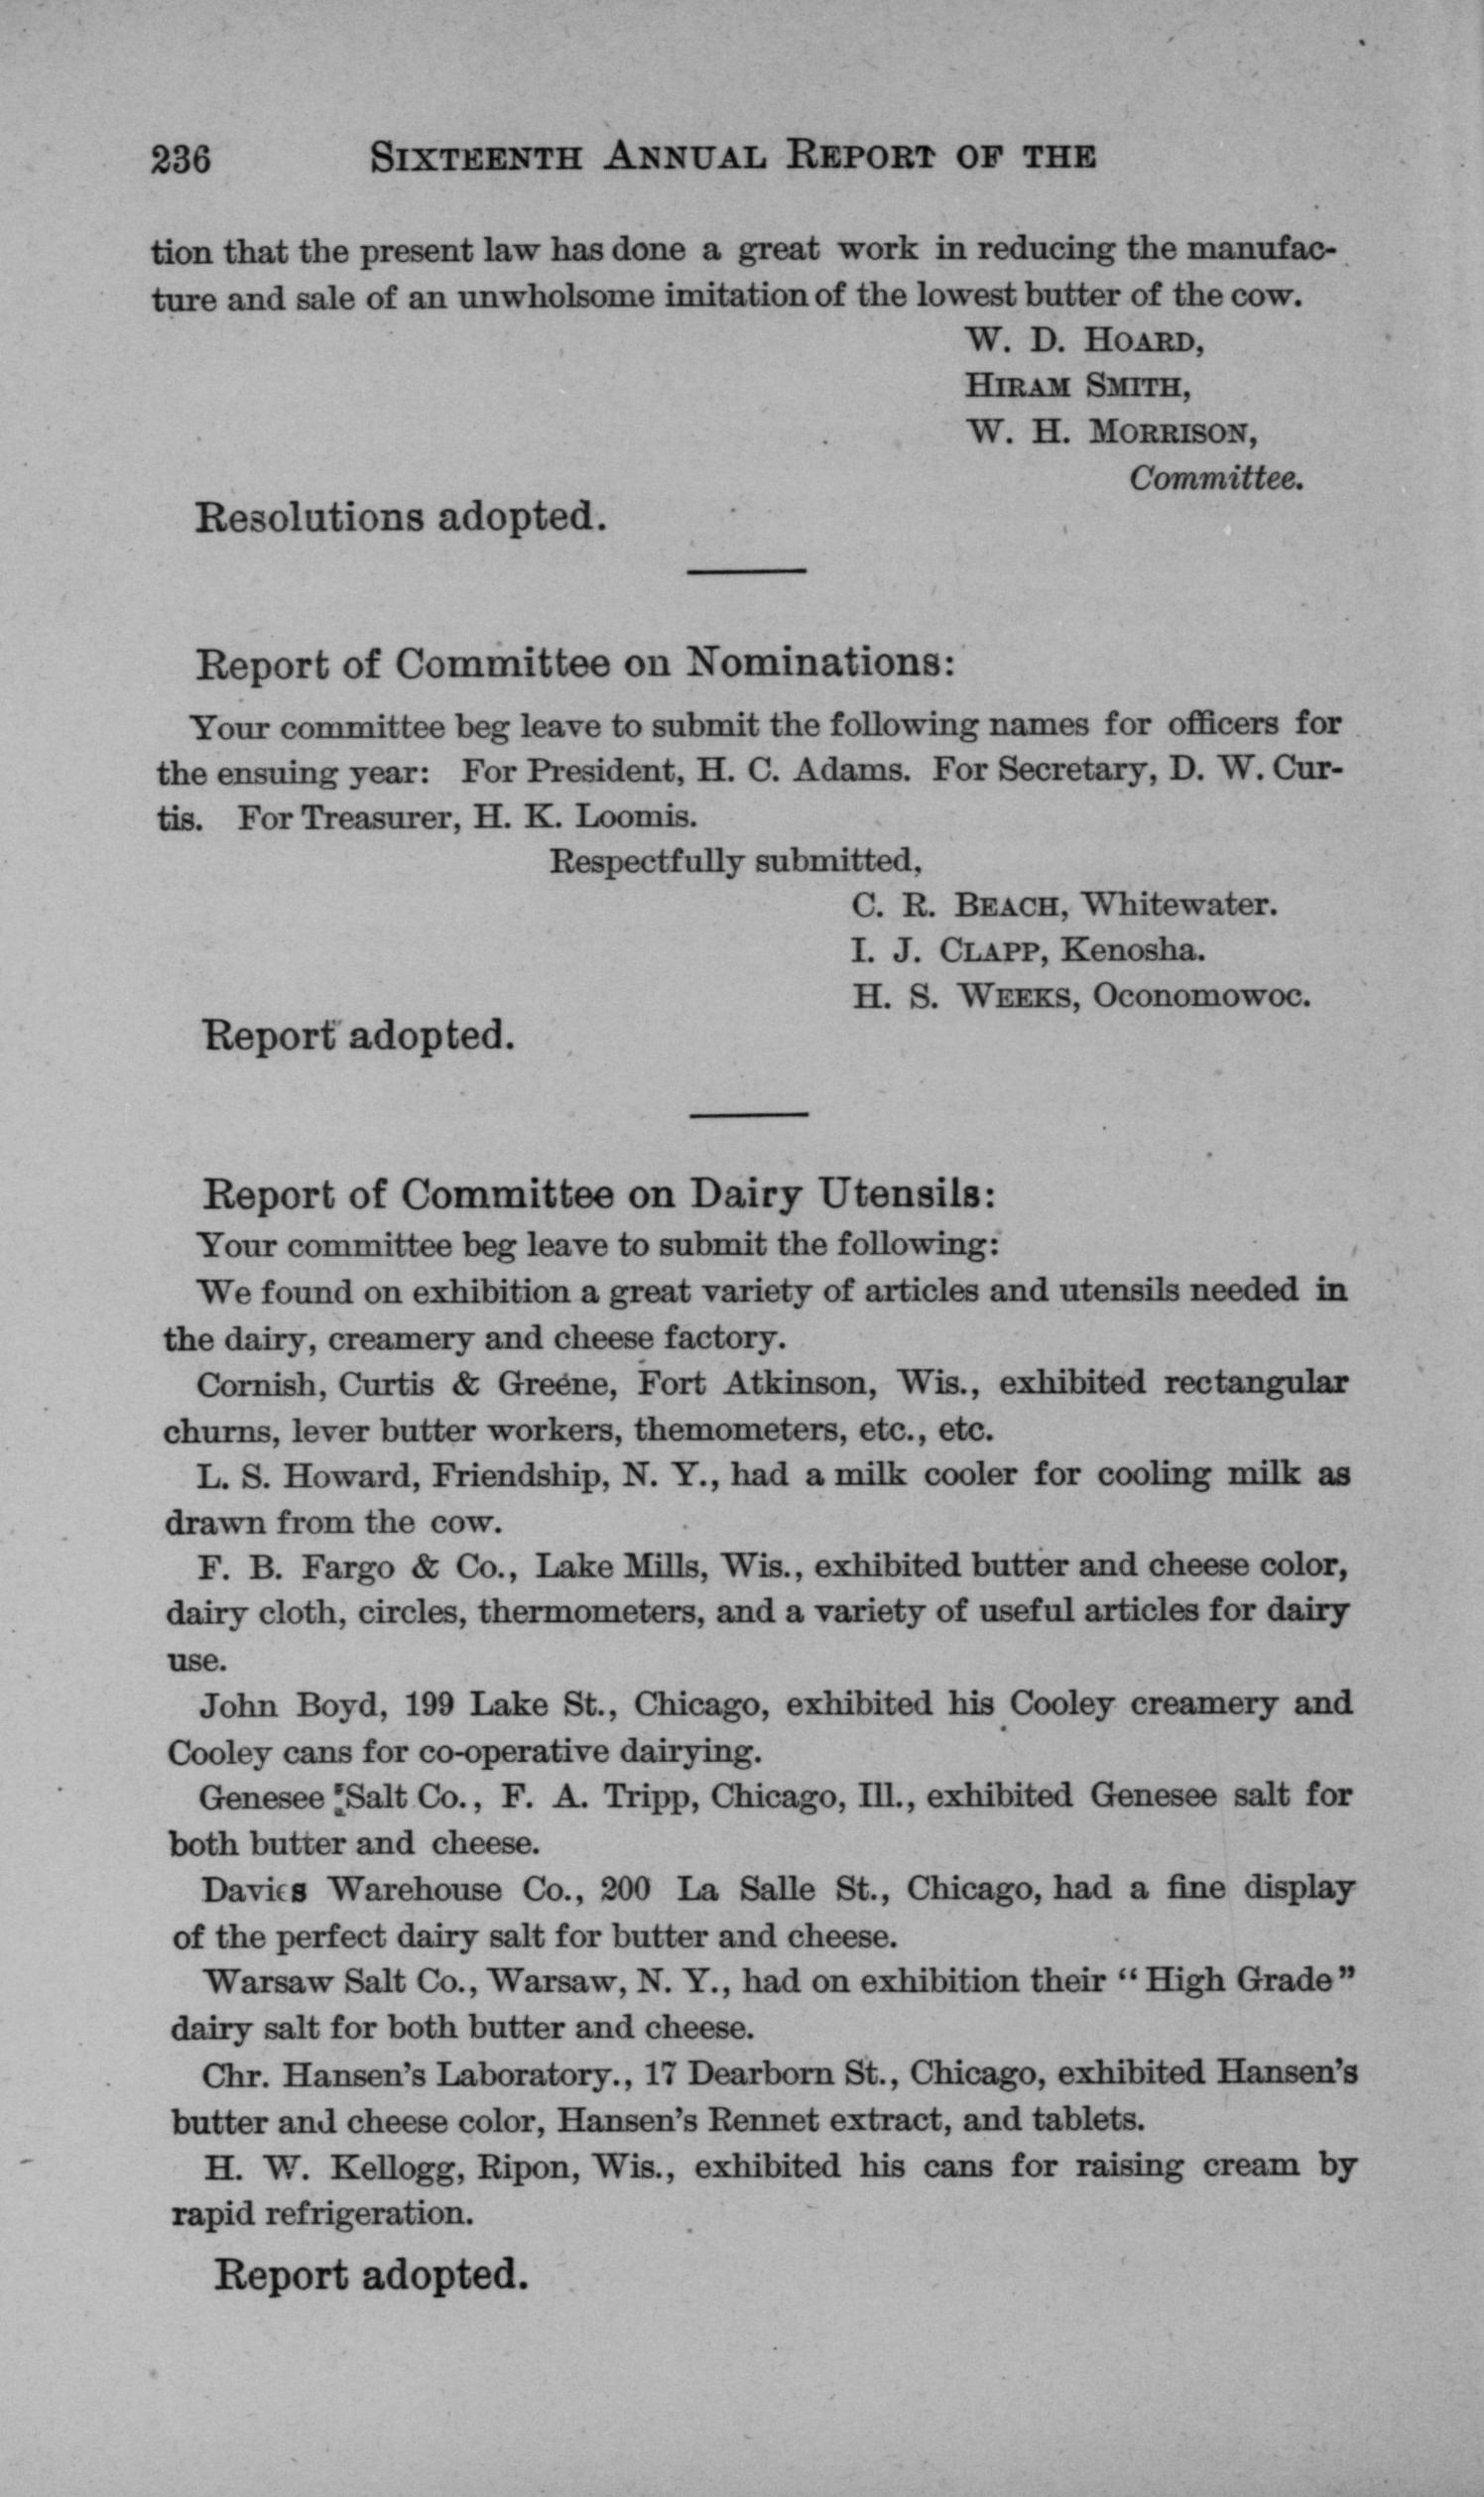 236 SIXTEENTH ANNUAL REPORT OF THE
tion that the present law has done a great work in reducing the manufac-
ture and sale of an unwholsome imitation of the lowest butter of the cow.
W. D. HOARD,
HIRAM SMITH,
W. H. MORRISON,
Committee.
Resolutions adopted.
Report of Committee on Nominations:
Your committee beg leave to submit the following names for officers for
the ensuing year: For President, H. C. Adams. For Secretary, D. W. Cur-
tis. For Treasurer, H. K. Loomis.
Respectfully submitted,
C. R. BEACH, Whitewater.
I. J. CLAPP, Kenosha.
H. S. WEEKS, Oconomowoc.
Report adopted.
Report of Committee on Dairy Utensils:
Your committee beg leave to submit the following:
We found on exhibition a great variety of articles and utensils needed in
the dairy, creamery and cheese factory.
Cornish, Curtis & Greene, Fort Atkinson, Wis., exhibited rectangular
churns, lever butter workers, themometers, etc., etc.
L. S. Howard, Friendship, N. Y., had a milk cooler for cooling milk as
drawn from the cow.
F. B. Fargo & Co., Lake Mills, Wis., exhibited butter and cheese color,
dairy cloth, circles, thermometers, and a variety of useful articles for dairy
use.
John Boyd, 199 Lake St., Chicago, exhibited his Cooley creamery and
Cooley cans for co-operative dairying.
Genesee Salt Co., F. A. Tripp, Chicago, Ill., exhibited Genesee salt for
both butter and cheese.
Davies Warehouse Co., 200 La Salle St., Chicago, had a fine display
of the perfect dairy salt for butter and cheese.
Warsaw Salt Co., Warsaw, N. Y., had on exhibition their "High Grade"
dairy salt for both butter and cheese.
Chr. Hansen's Laboratory., 17 Dearborn St., Chicago, exhibited Hansen's
butter and cheese color, Hansen's Rennet extract, and tablets.
H. W. Kellogg, Ripon, Wis., exhibited his cans for raising cream by
rapid refrigeration.
Report adopted.